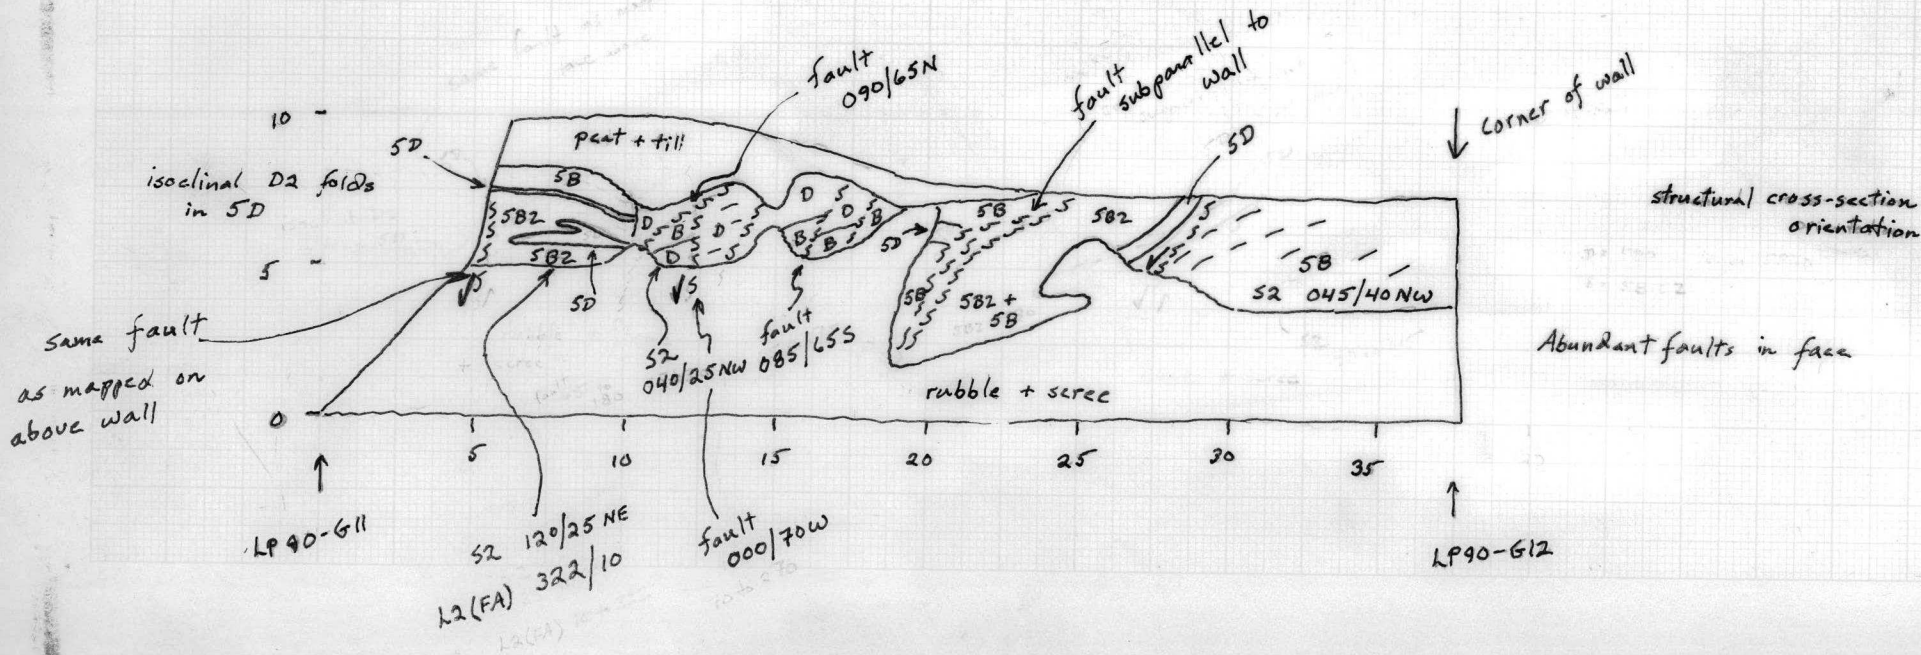 fault
090/65N
fault
subparallel to
wall
corner of wall
10
peat + till
5D
5D
isoclinal D2 folds
in 5D
5B
structural cross-section
orientation
5B2
D
B
D
D
D
D
B
B
B
5D
5B
5B2
5B
S2 045/40NW
5
5B2
D
5D
S
S
5B
5B2 +
5B
Same fault
as mapped on
above wall
S2
040/25NW
fault
085/65S
Abundant faults in face
rubble + scree
0
5
10
15
20
25
30
35
LP90-G11
S2 120/25 NE
L2(FA) 322/10
fault
000/70W
LP90-G12
L2(FA)